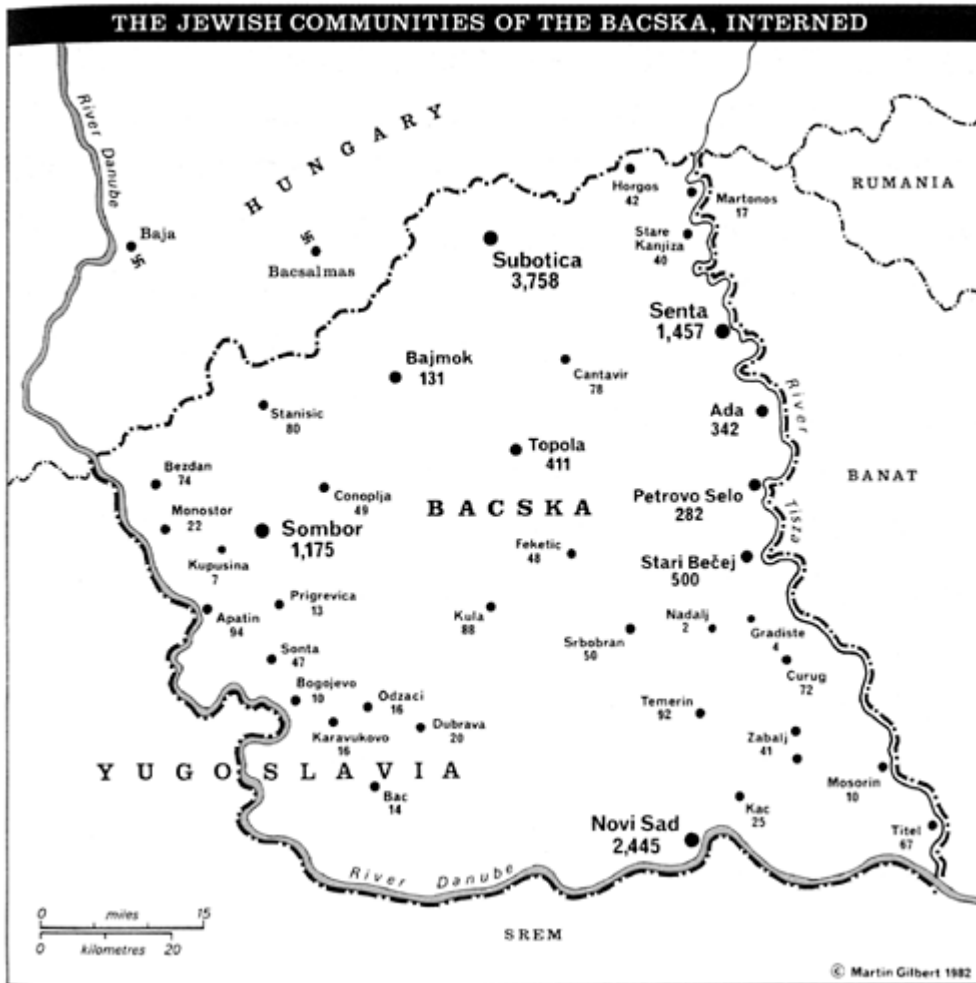 THE JEWISH COMMUNITIES OF THE BACSKA, INTERNED
River Danube
HUNGARY
RUMANIA
Horgos
42
Martonos
17
Baja
Bacsalmas
Stare
Kanjiza
40
Subotica
3,758
Senta
1,457
Bajmok
131
Cantavir
78
Stanisic
80
Ada
342
River Tisza
Topola
411
BANAT
Bezdan
74
Conoplja
49
Petrovo Selo
282
BACSKA
Monostor
22
Sombor
1,175
Feketic
48
Stari Bečej
500
Kupusina
7
Prigrevica
13
Apatin
94
Kula
88
Srbobran
50
Nadalj
2
Gradiste
4
Sonta
47
Curug
72
Bogojevo
10
Odzaci
16
Temerin
92
Karavukovo
16
Dubrava
20
Zabalj
41
YUGOSLAVIA
Mosorin
10
Bac
14
Kac
25
Novi Sad
2,445
Titel
67
River Danube
0 miles 15
0 kilometres 20
SREM
© Martin Gilbert 1982